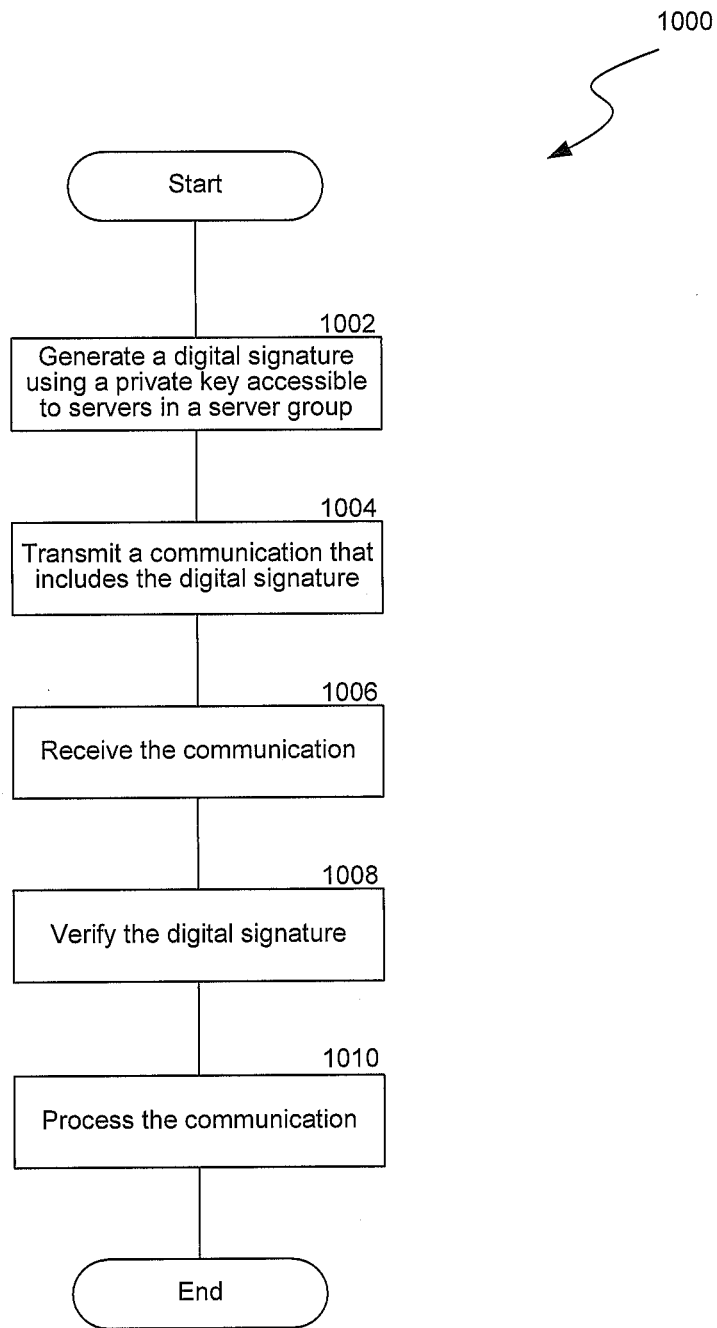 1000
Start
1002
Generate a digital signature
using a private key accessible
to servers in a server group
1004
Transmit a communication that
includes the digital signature
1006
Receive the communication
1008
Verify the digital signature
1010
Process the communication
End